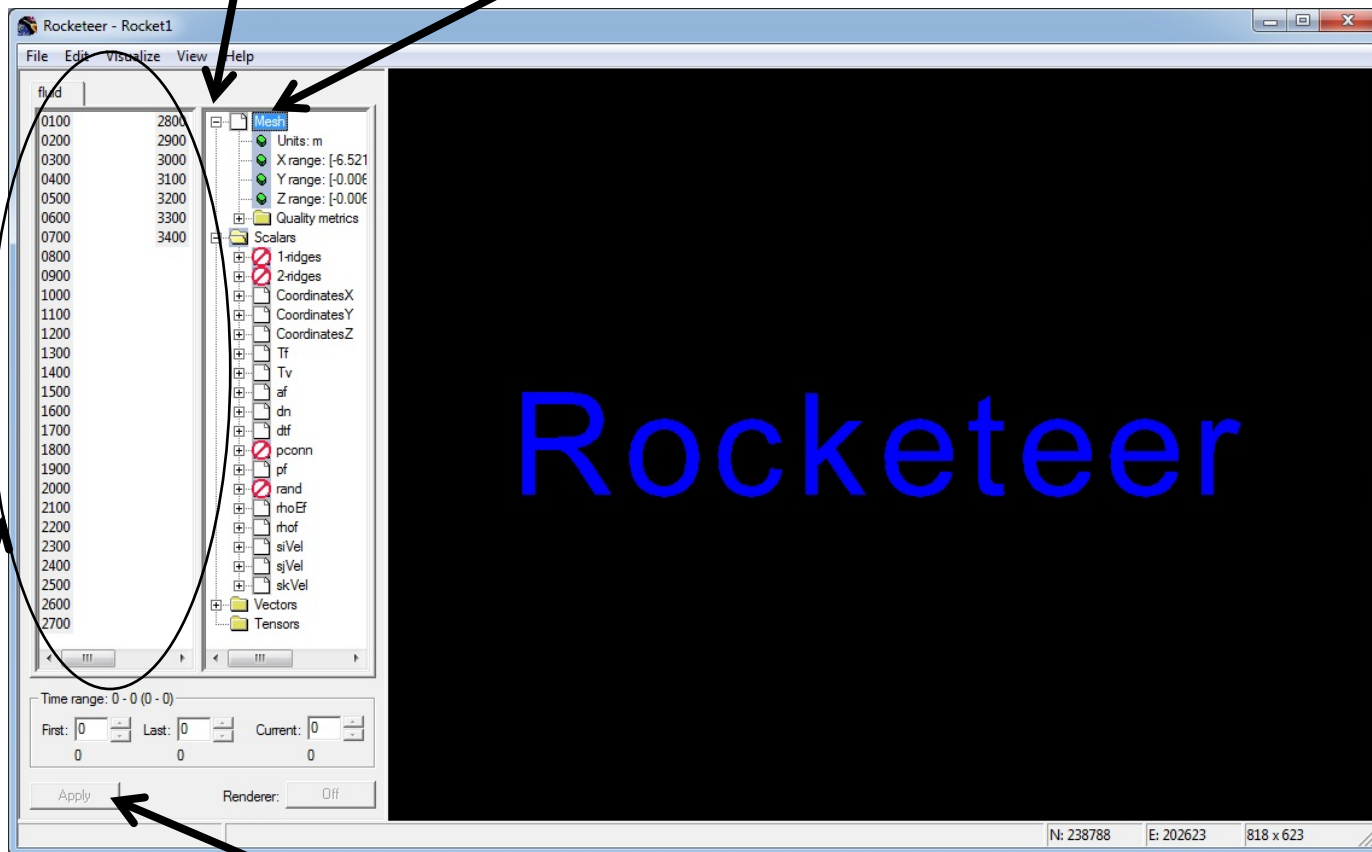 Rocketeer - Rocket1
File Edit Visualize View Help
fluid
0100 2800
0200 2900
0300 3000
0400 3100
0500 3200
0600 3300
0700 3400
0800
0900
1000
1100
1200
1300
1400
1500
1600
1700
1800
1900
2000
2100
2200
2300
2400
2500
2600
2700
Mesh
Units: m
X range: [-6.521
Y range: [-0.006
Z range: [-0.006
Quality metrics
Scalars
1-ridges
2-ridges
CoordinatesX
CoordinatesY
CoordinatesZ
Tf
Tv
af
dn
dtf
pconn
pf
rand
rhoEf
rhof
siVel
sjVel
skVel
Vectors
Tensors
Rocketeer
Time range: 0 - 0 (0 - 0)
First: 0 Last: 0 Current: 0
0 0 0
Apply Renderer: Off
N: 238788 E: 202623 818 x 623